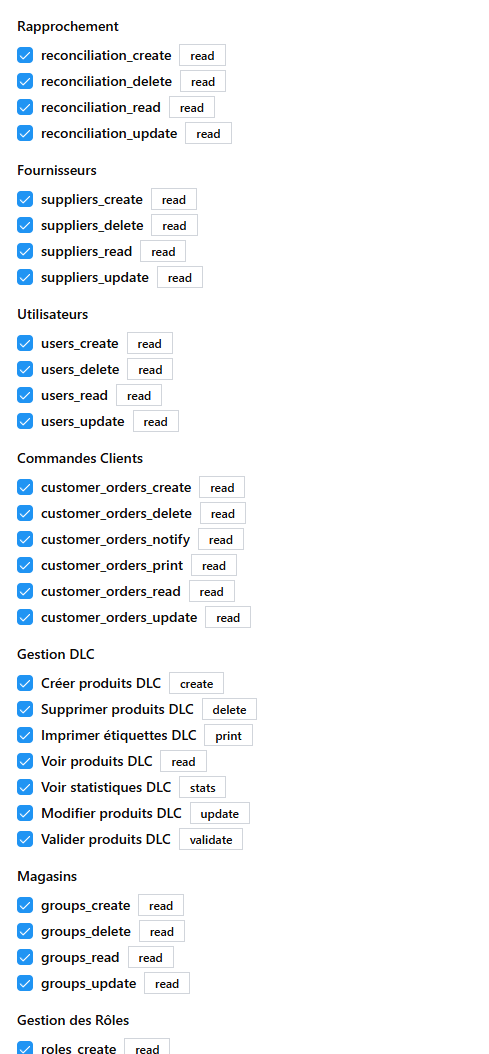 Rapprochement
reconciliation_create read
reconciliation_delete read
reconciliation_read read
reconciliation_update read
Fournisseurs
suppliers_create read
suppliers_delete read
suppliers_read read
suppliers_update read
Utilisateurs
users_create read
users_delete read
users_read read
users_update read
Commandes Clients
customer_orders_create read
customer_orders_delete read
customer_orders_notify read
customer_orders_print read
customer_orders_read read
customer_orders_update read
Gestion DLC
Créer produits DLC create
Supprimer produits DLC delete
Imprimer étiquettes DLC print
Voir produits DLC read
Voir statistiques DLC stats
Modifier produits DLC update
Valider produits DLC validate
Magasins
groups_create read
groups_delete read
groups_read read
groups_update read
Gestion des Rôles
roles_create read